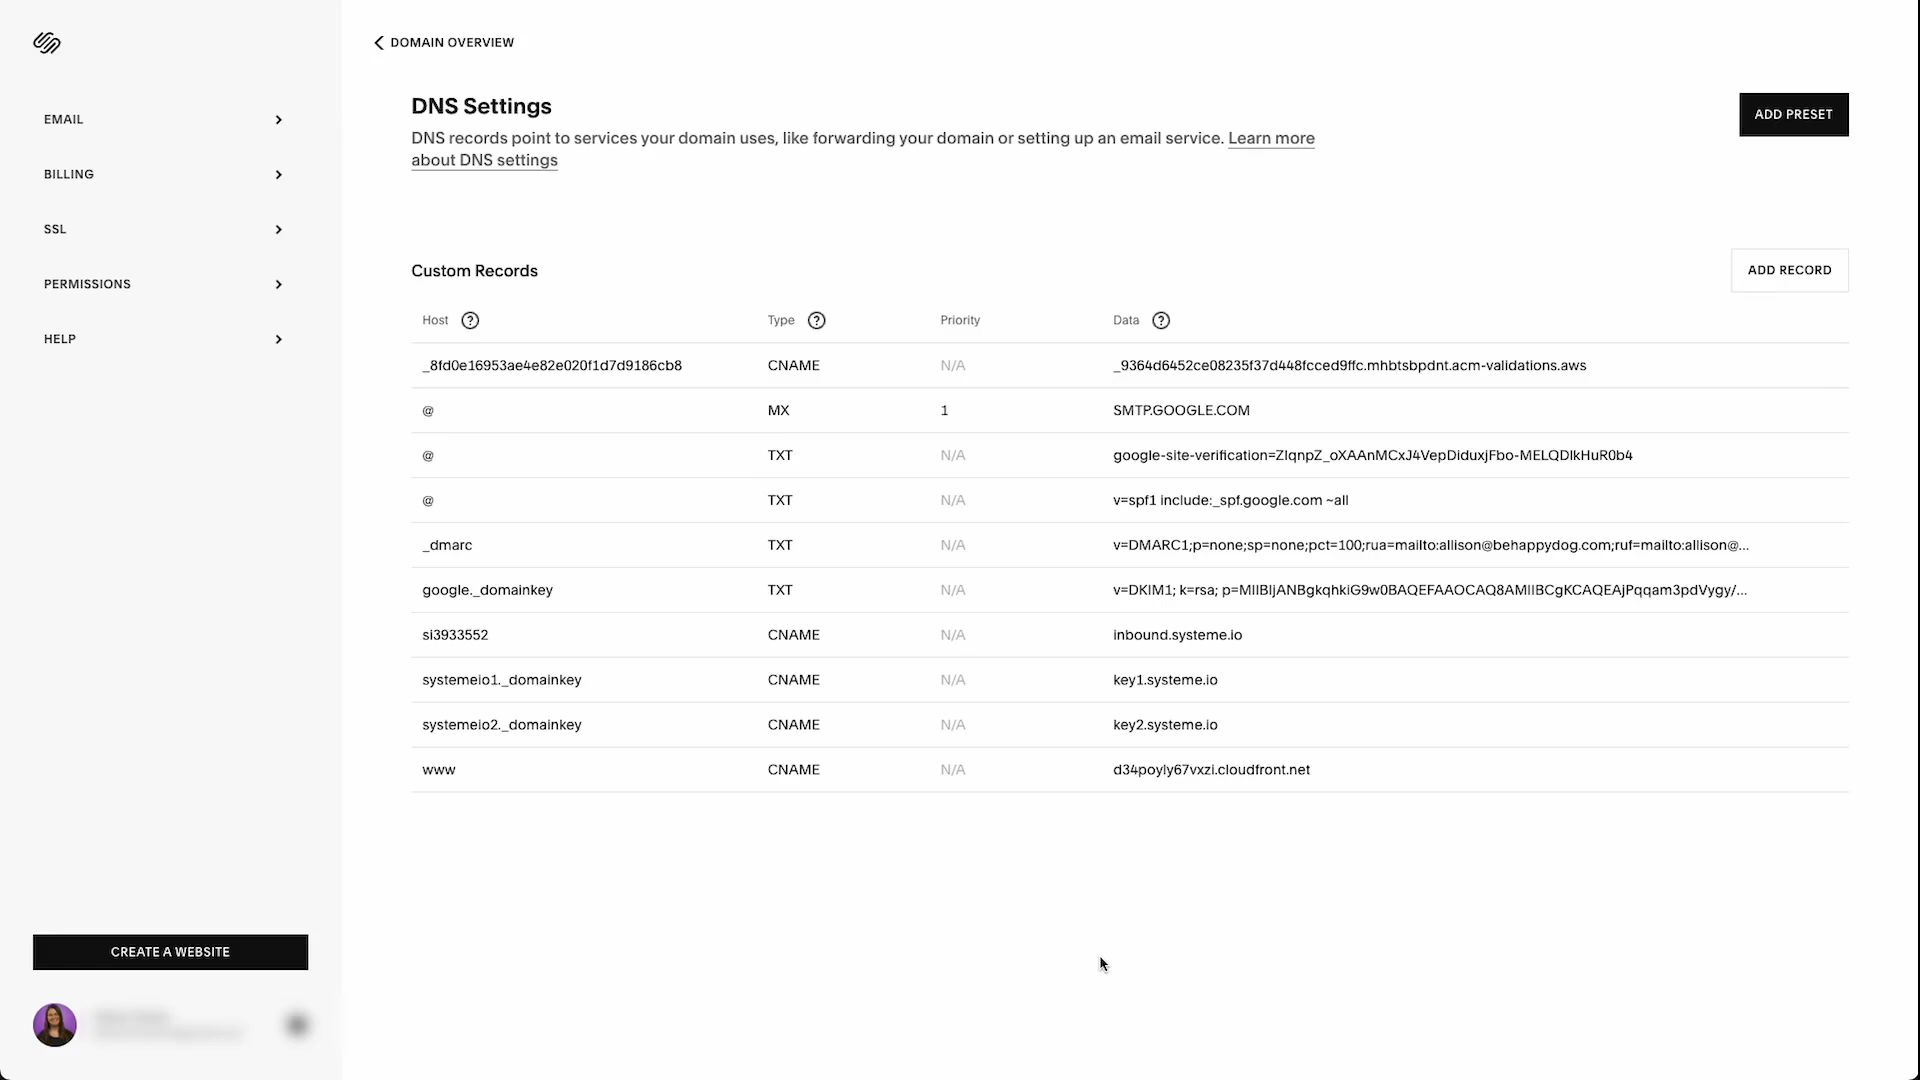 DOMAIN OVERVIEW
EMAIL
BILLING
SSL
PERMISSIONS
HELP
DNS Settings
DNS records point to services your domain uses, like forwarding your domain or setting up an email service. Learn more
about DNS settings
ADD PRESET
Custom Records
ADD RECORD
Host ? Type ? Priority Data ?
_8fd0e16953ae4e82e020f1d7d9186cb8 CNAME N/A _9364d6452ce08235f37d448fcced9ffc.mhbtsbpdnt.acm-validations.aws
@ MX 1 SMTP.GOOGLE.COM
@ TXT N/A google-site-verification=ZIqnpZ_oXAAnMCxJ4VepDiduxjFbo-MELQDIkHuR0b4
@ TXT N/A v=spf1 include:_spf.google.com ~all
_dmarc TXT N/A v=DMARC1;p=none;sp=none;pct=100;rua=mailto:allison@behappydog.com;ruf=mailto:allison@...
google._domainkey TXT N/A v=DKIM1; k=rsa; p=MIIBIjANBgkqhkiG9w0BAQEFAAOCAQ8AMIIBCgKCAQEAjPqqam3pdVygy/...
si3933552 CNAME N/A inbound.systeme.io
systemeio1._domainkey CNAME N/A key1.systeme.io
systemeio2._domainkey CNAME N/A key2.systeme.io
www CNAME N/A d34poyly67vxzi.cloudfront.net
CREATE A WEBSITE